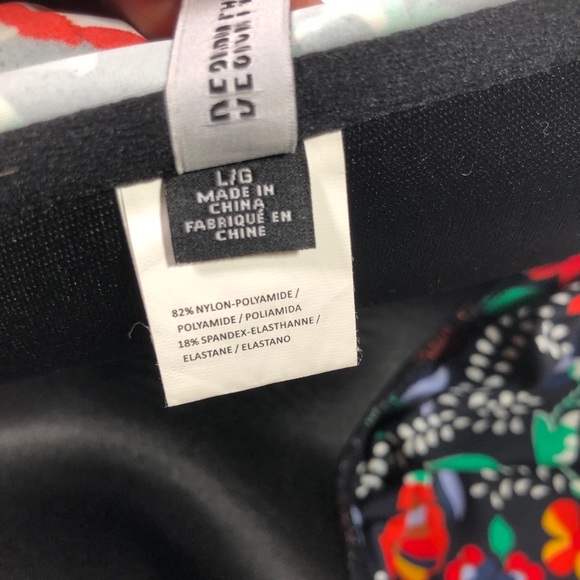 L/G
MADE IN
CHINA
FABRIQUÉ EN
CHINE
82% NYLON-POLYAMIDE /
POLYAMIDE / POLIAMIDA
18% SPANDEX-ELASTHANNE /
ELASTANE / ELASTANO